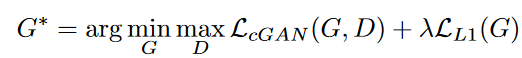 G* = arg min_G max_D ℒ_cGAN(G, D) + λℒ_L1(G)